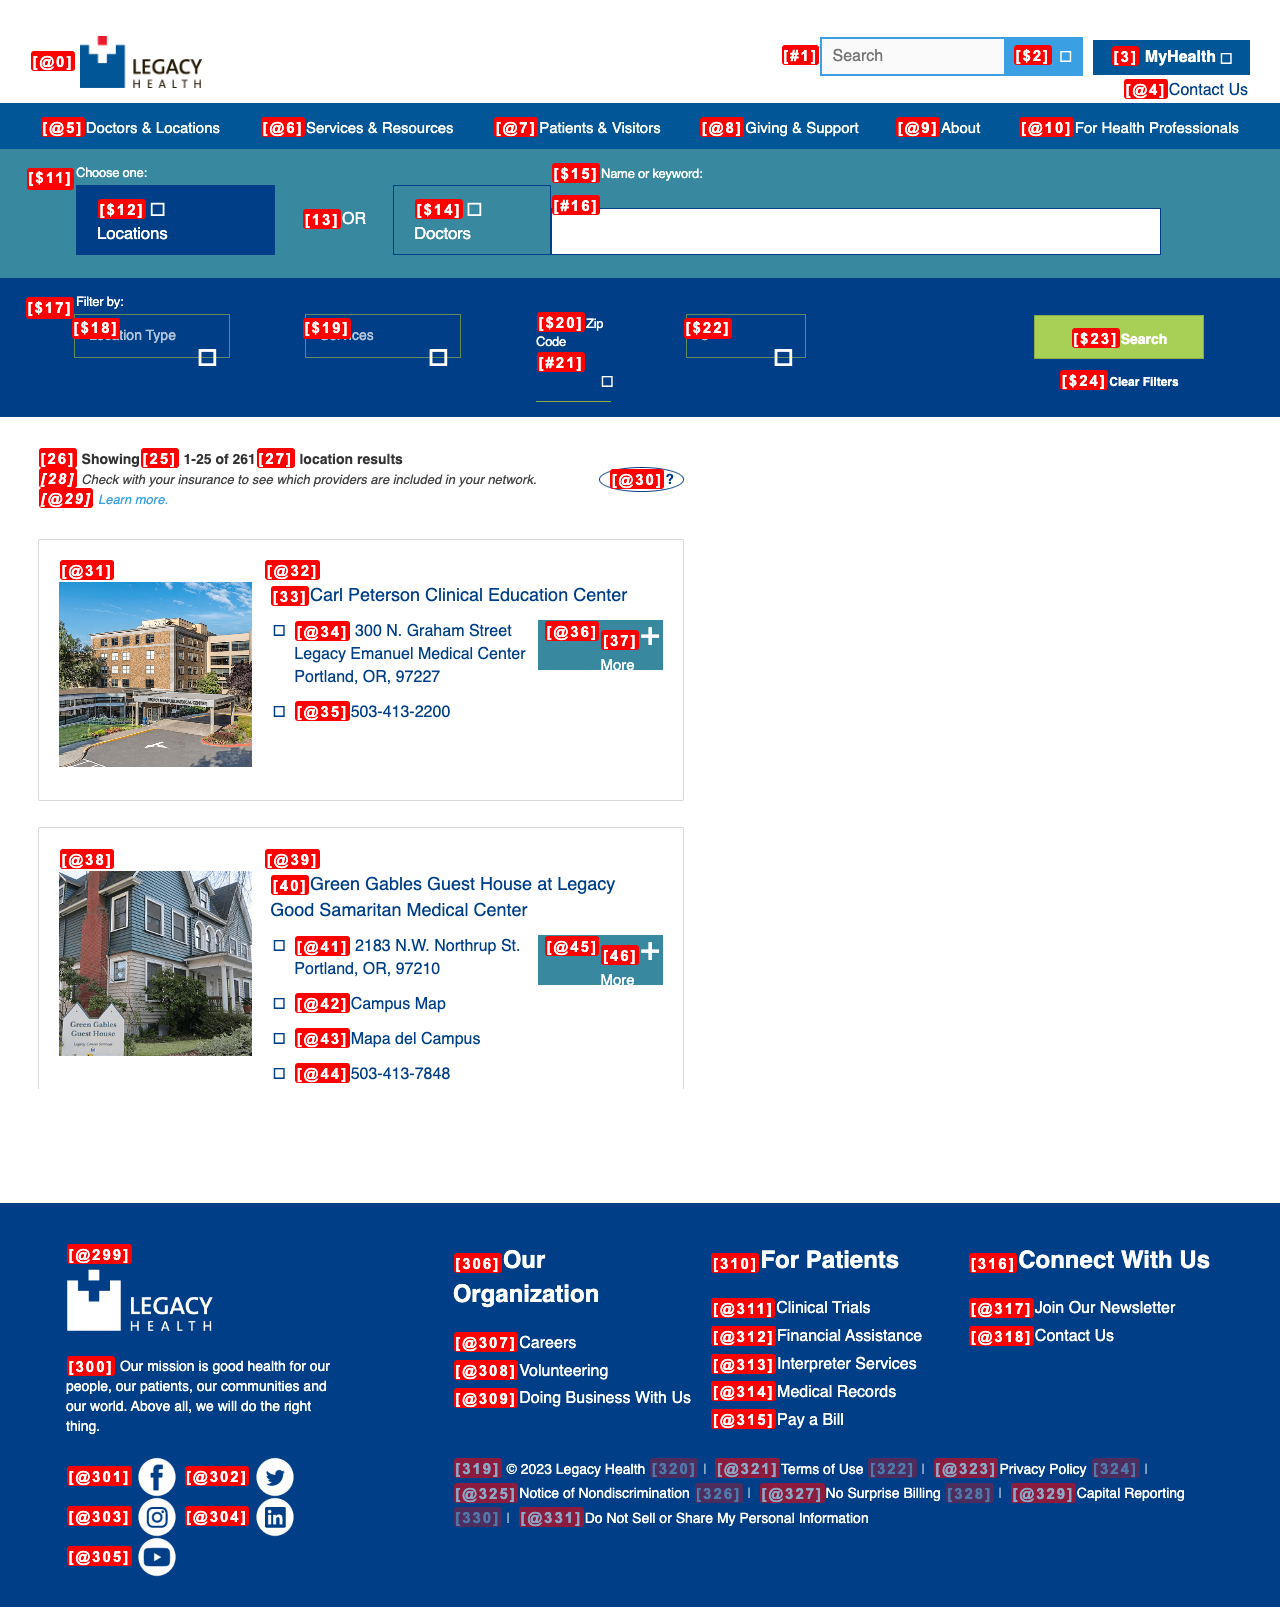 [@0] LEGACY
HEALTH
[#1] Search [$2] [3] MyHealth
[@4] Contact Us
[@5] Doctors & Locations [@6] Services & Resources [@7] Patients & Visitors [@8] Giving & Support [@9] About [@10] For Health Professionals
[$11] Choose one:
[$12] Locations
[13] OR
[$14] Doctors
[$15] Name or keyword:
[#16]
[$17] Filter by:
[$18] Type
[$19]
[$20] Zip
Code
[#21]
[$22]
[$23] Search
[$24] Clear Filters
[26] Showing [25] 1-25 of 261 [27] location results
[28] Check with your insurance to see which providers are included in your network.
[@29] Learn more.
[@30] ?
[@31] [@32]
[33] Carl Peterson Clinical Education Center
[@34] 300 N. Graham Street
Legacy Emanuel Medical Center
Portland, OR, 97227
[@35] 503-413-2200
[@36] [37] +
More
[@38] [@39]
[40] Green Gables Guest House at Legacy
Good Samaritan Medical Center
Green Gables
Guest House
[@41] 2183 N.W. Northrup St.
Portland, OR, 97210
[@42] Campus Map
[@43] Mapa del Campus
[@44] 503-413-7848
[@45] [46] +
More
[@299]
LEGACY
HEALTH
[300] Our mission is good health for our
people, our patients, our communities and
our world. Above all, we will do the right
thing.
[@301] [@302]
[@303] [@304]
[@305]
[306] Our
Organization
[@307] Careers
[@308] Volunteering
[@309] Doing Business With Us
[310] For Patients
[@311] Clinical Trials
[@312] Financial Assistance
[@313] Interpreter Services
[@314] Medical Records
[@315] Pay a Bill
[316] Connect With Us
[@317] Join Our Newsletter
[@318] Contact Us
[319] © 2023 Legacy Health [320] | [@321] Terms of Use [322] | [@323] Privacy Policy [324] |
[@325] Notice of Nondiscrimination [326] | [@327] No Surprise Billing [328] | [@329] Capital Reporting
[330] | [@331] Do Not Sell or Share My Personal Information